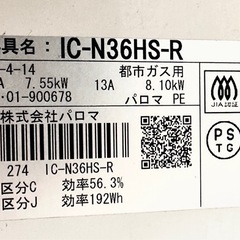 具名： IC-N36HS-R
-4-14 都市ガス用
A 7.55kW 13A 8.10kW
・01-900678 パロマ PE
株式会社パロマ
JIA認証
PS
TG
274 IC-N36HS-R
区分C 効率56.3%
区分J 効率192Wh